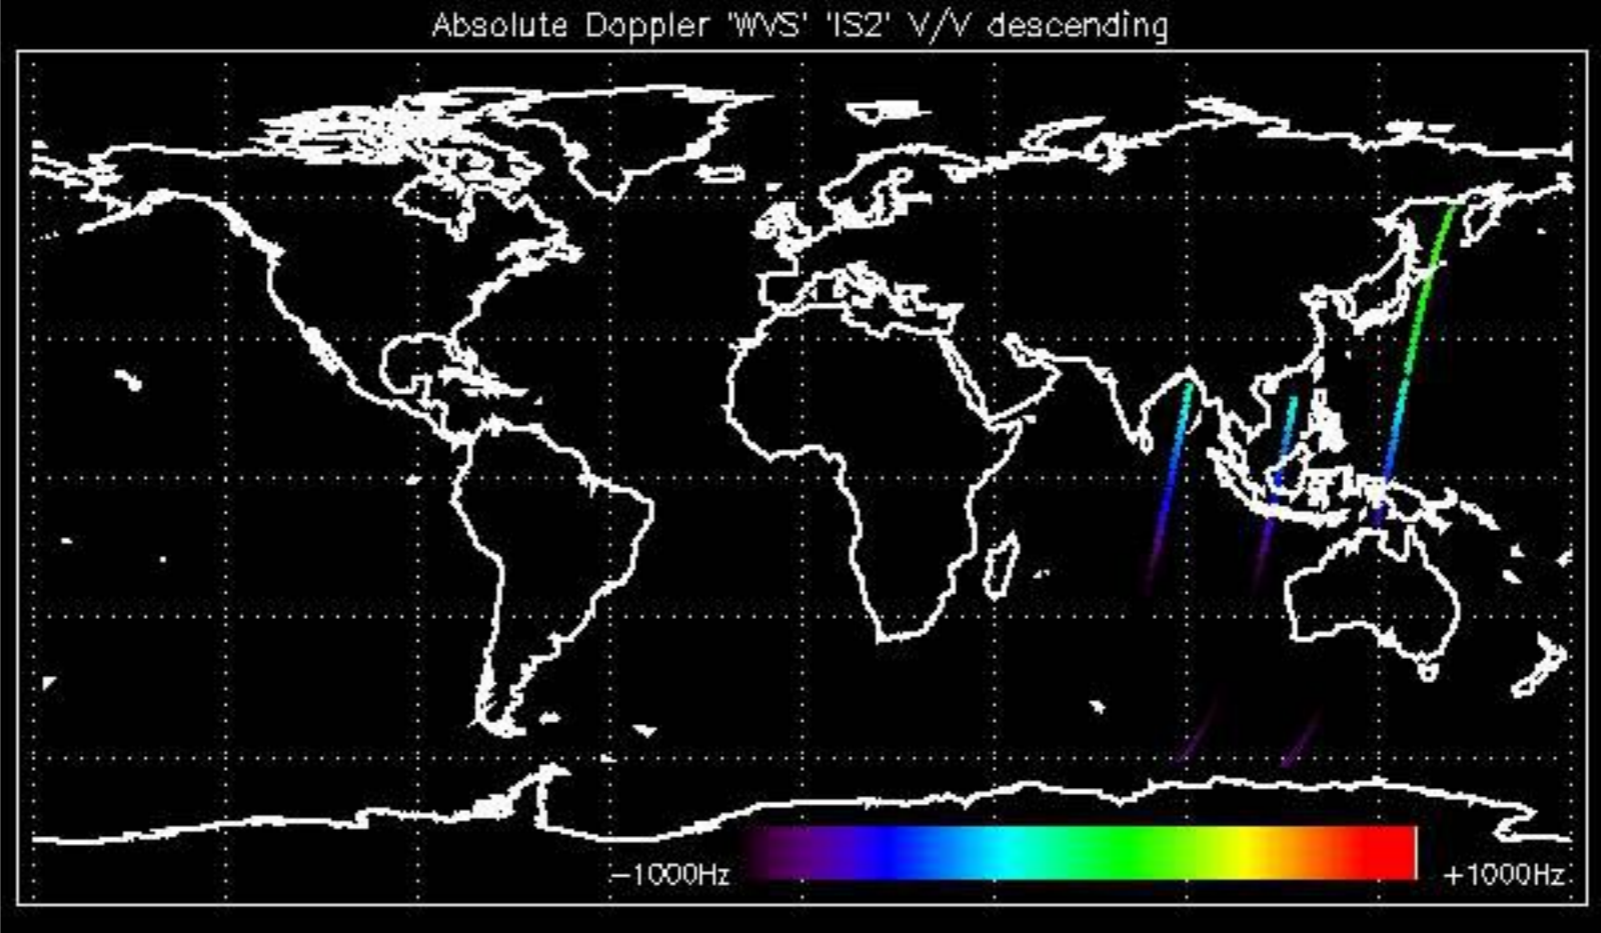 Absolute Doppler 'WVS' 'IS2' V/V descending
−1000Hz
+1000Hz